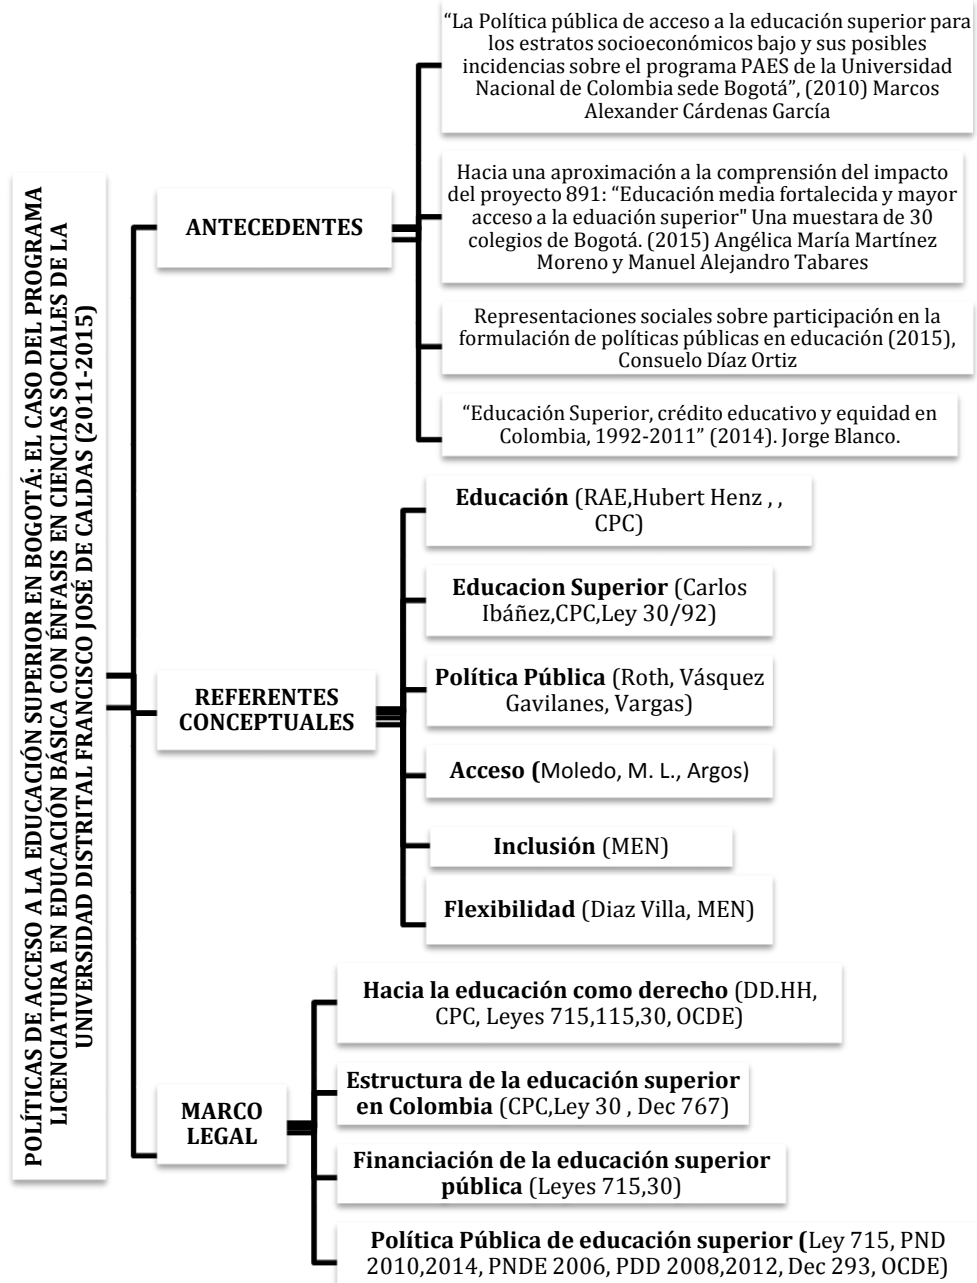 POLÍTICAS DE ACCESO A LA EDUCACIÓN SUPERIOR EN BOGOTÁ: EL CASO DEL PROGRAMA
LICENCIATURA EN EDUCACIÓN BÁSICA CON ÉNFASIS EN CIENCIAS SOCIALES DE LA
UNIVERSIDAD DISTRITAL FRANCISCO JOSÉ DE CALDAS (2011-2015)
ANTECEDENTES
“La Política pública de acceso a la educación superior para
los estratos socioeconómicos bajo y sus posibles
incidencias sobre el programa PAES de la Universidad
Nacional de Colombia sede Bogotá”, (2010) Marcos
Alexander Cárdenas García
Hacia una aproximación a la comprensión del impacto
del proyecto 891: “Educación media fortalecida y mayor
acceso a la eduación superior" Una muestara de 30
colegios de Bogotá. (2015) Angélica María Martínez
Moreno y Manuel Alejandro Tabares
Representaciones sociales sobre participación en la
formulación de políticas públicas en educación (2015),
Consuelo Díaz Ortiz
“Educación Superior, crédito educativo y equidad en
Colombia, 1992-2011” (2014). Jorge Blanco.
REFERENTES
CONCEPTUALES
Educación (RAE,Hubert Henz , ,
CPC)
Educacion Superior (Carlos
Ibáñez,CPC,Ley 30/92)
Política Pública (Roth, Vásquez
Gavilanes, Vargas)
Acceso (Moledo, M. L., Argos)
Inclusión (MEN)
Flexibilidad (Diaz Villa, MEN)
MARCO
LEGAL
Hacia la educación como derecho (DD.HH,
CPC, Leyes 715,115,30, OCDE)
Estructura de la educación superior
en Colombia (CPC,Ley 30 , Dec 767)
Financiación de la educación superior
pública (Leyes 715,30)
Política Pública de educación superior (Ley 715, PND
2010,2014, PNDE 2006, PDD 2008,2012, Dec 293, OCDE)